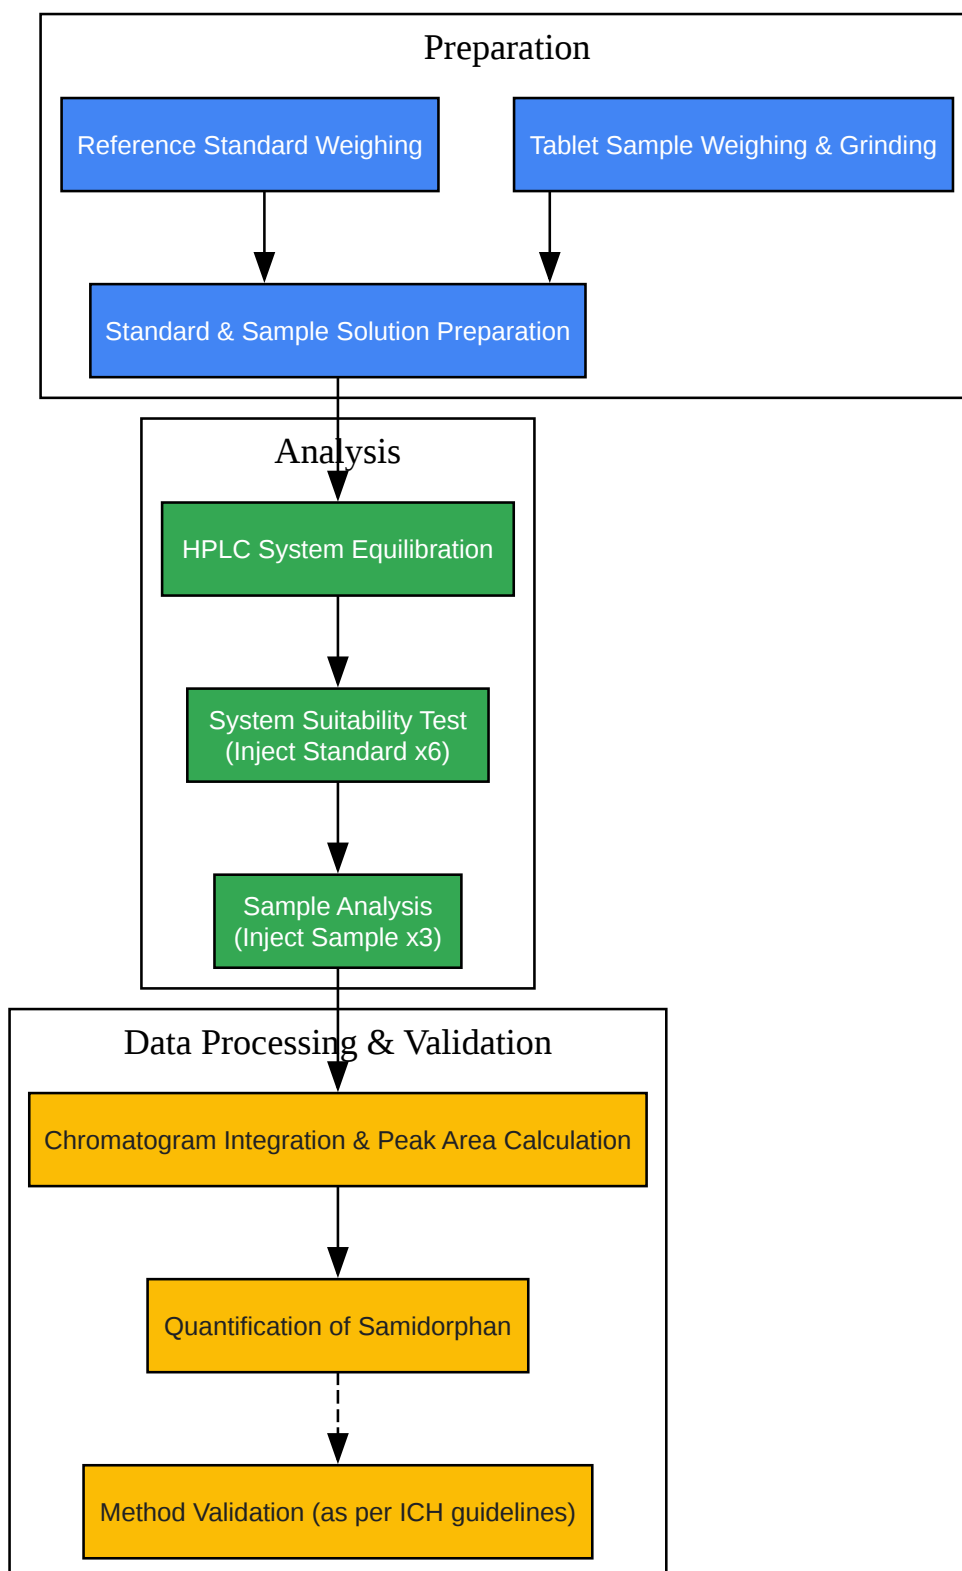 Preparation
Reference Standard Weighing
Tablet Sample Weighing & Grinding
Standard & Sample Solution Preparation
Analysis
HPLC System Equilibration
System Suitability Test
(Inject Standard x6)
Sample Analysis
(Inject Sample x3)
Data Processing & Validation
Chromatogram Integration & Peak Area Calculation
Quantification of Samidorphan
Method Validation (as per ICH guidelines)